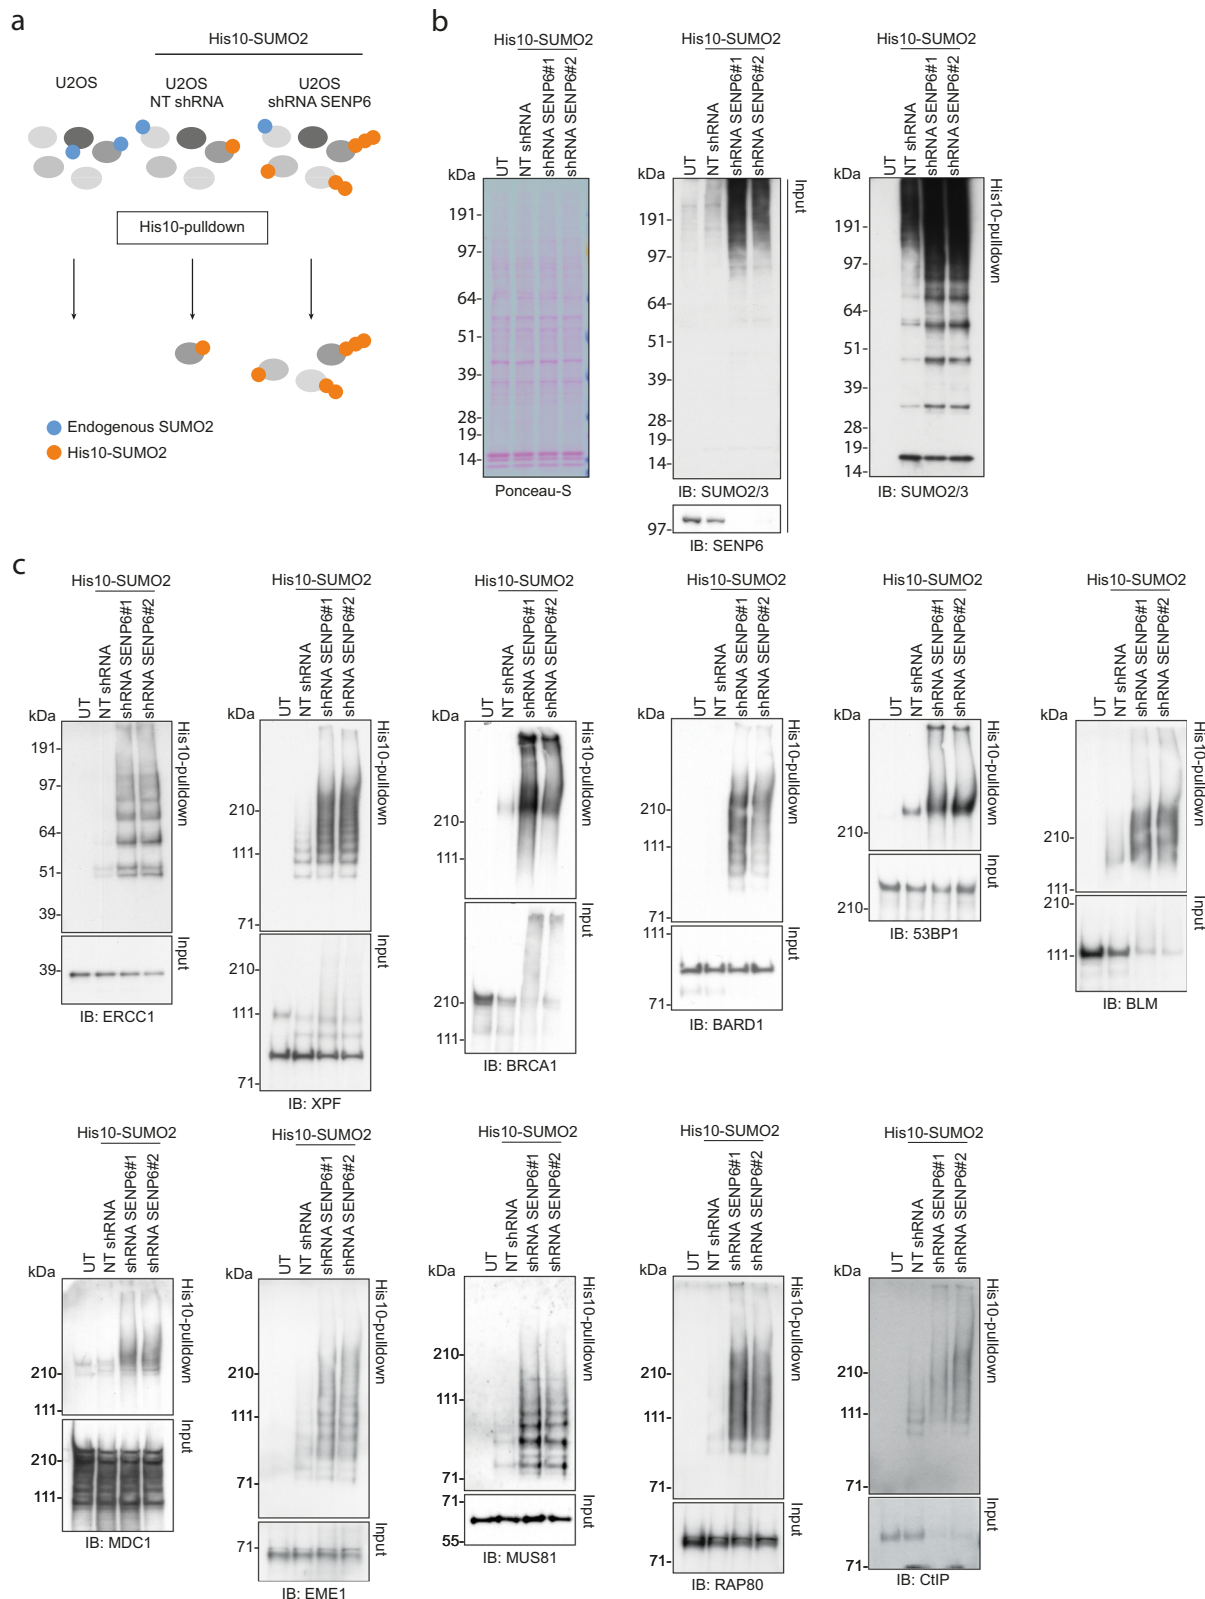 a
His10-SUMO2
U2OS
U2OS
NT shRNA
U2OS
shRNA SENP6
His10-pulldown
Endogenous SUMO2
His10-SUMO2
b
His10-SUMO2
UT
NT shRNA
shRNA SENP6#1
shRNA SENP6#2
kDa
191-
97-
64-
51-
39-
28-
19-
14-
Ponceau-S
His10-SUMO2
UT
NT shRNA
shRNA SENP6#1
shRNA SENP6#2
kDa
191-
97-
64-
51-
39-
28-
19-
14-
Input
IB: SUMO2/3
97-
IB: SENP6
His10-SUMO2
UT
NT shRNA
shRNA SENP6#1
shRNA SENP6#2
kDa
191-
97-
64-
51-
39-
28-
19-
14-
His10-pulldown
IB: SUMO2/3
c
His10-SUMO2
UT
NT shRNA
shRNA SENP6#1
shRNA SENP6#2
kDa
191-
97-
64-
51-
39-
His10-pulldown
39-
Input
IB: ERCC1
His10-SUMO2
UT
NT shRNA
shRNA SENP6#1
shRNA SENP6#2
kDa
210-
111-
71-
His10-pulldown
210-
111-
71-
Input
IB: XPF
His10-SUMO2
UT
NT shRNA
shRNA SENP6#1
shRNA SENP6#2
kDa
210-
111-
His10-pulldown
210-
111-
Input
IB: BRCA1
His10-SUMO2
UT
NT shRNA
shRNA SENP6#1
shRNA SENP6#2
kDa
210-
111-
71-
His10-pulldown
111-
71-
Input
IB: BARD1
His10-SUMO2
UT
NT shRNA
shRNA SENP6#1
shRNA SENP6#2
kDa
210-
His10-pulldown
210-
Input
IB: 53BP1
His10-SUMO2
UT
NT shRNA
shRNA SENP6#1
shRNA SENP6#2
kDa
210-
111-
His10-pulldown
210-
111-
Input
IB: BLM
His10-SUMO2
UT
NT shRNA
shRNA SENP6#1
shRNA SENP6#2
kDa
210-
111-
His10-pulldown
210-
111-
Input
IB: MDC1
His10-SUMO2
UT
NT shRNA
shRNA SENP6#1
shRNA SENP6#2
kDa
210-
111-
71-
His10-pulldown
71-
Input
IB: EME1
His10-SUMO2
UT
NT shRNA
shRNA SENP6#1
shRNA SENP6#2
kDa
210-
111-
71-
His10-pulldown
71-
55-
Input
IB: MUS81
His10-SUMO2
UT
NT shRNA
shRNA SENP6#1
shRNA SENP6#2
kDa
210-
111-
71-
His10-pulldown
71-
Input
IB: RAP80
His10-SUMO2
UT
NT shRNA
shRNA SENP6#1
shRNA SENP6#2
kDa
210-
111-
71-
His10-pulldown
71-
Input
IB: CtIP